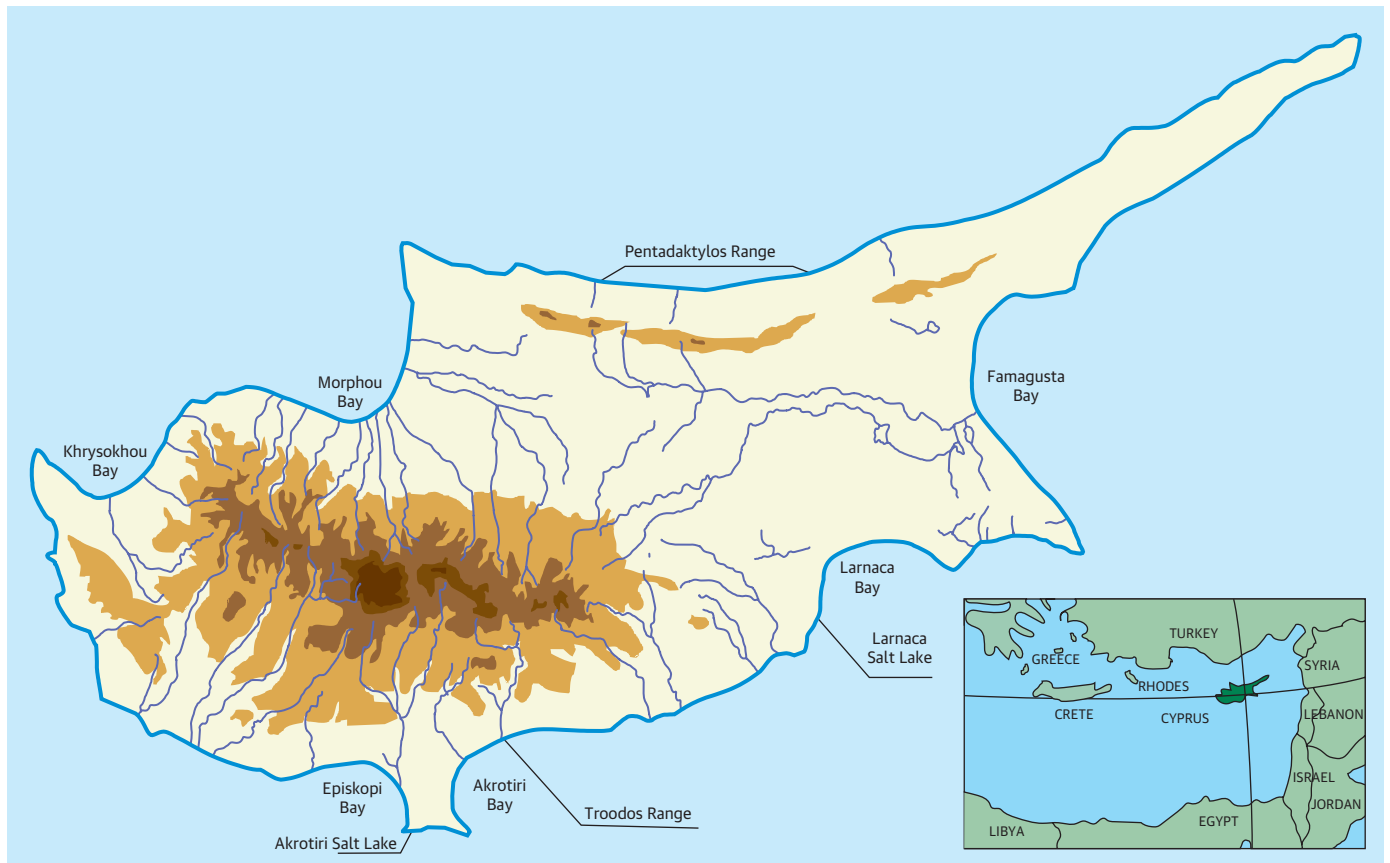 Pentadaktylos Range
Morphou
Bay
Famagusta
Bay
Khrysokhou
Bay
Larnaca
Bay
Larnaca
Salt Lake
Episkopi
Bay
Akrotiri
Bay
Troodos Range
Akrotiri Salt Lake
TURKEY
GREECE
SYRIA
RHODES
CRETE
CYPRUS
LEBANON
ISRAEL
JORDAN
EGYPT
LIBYA